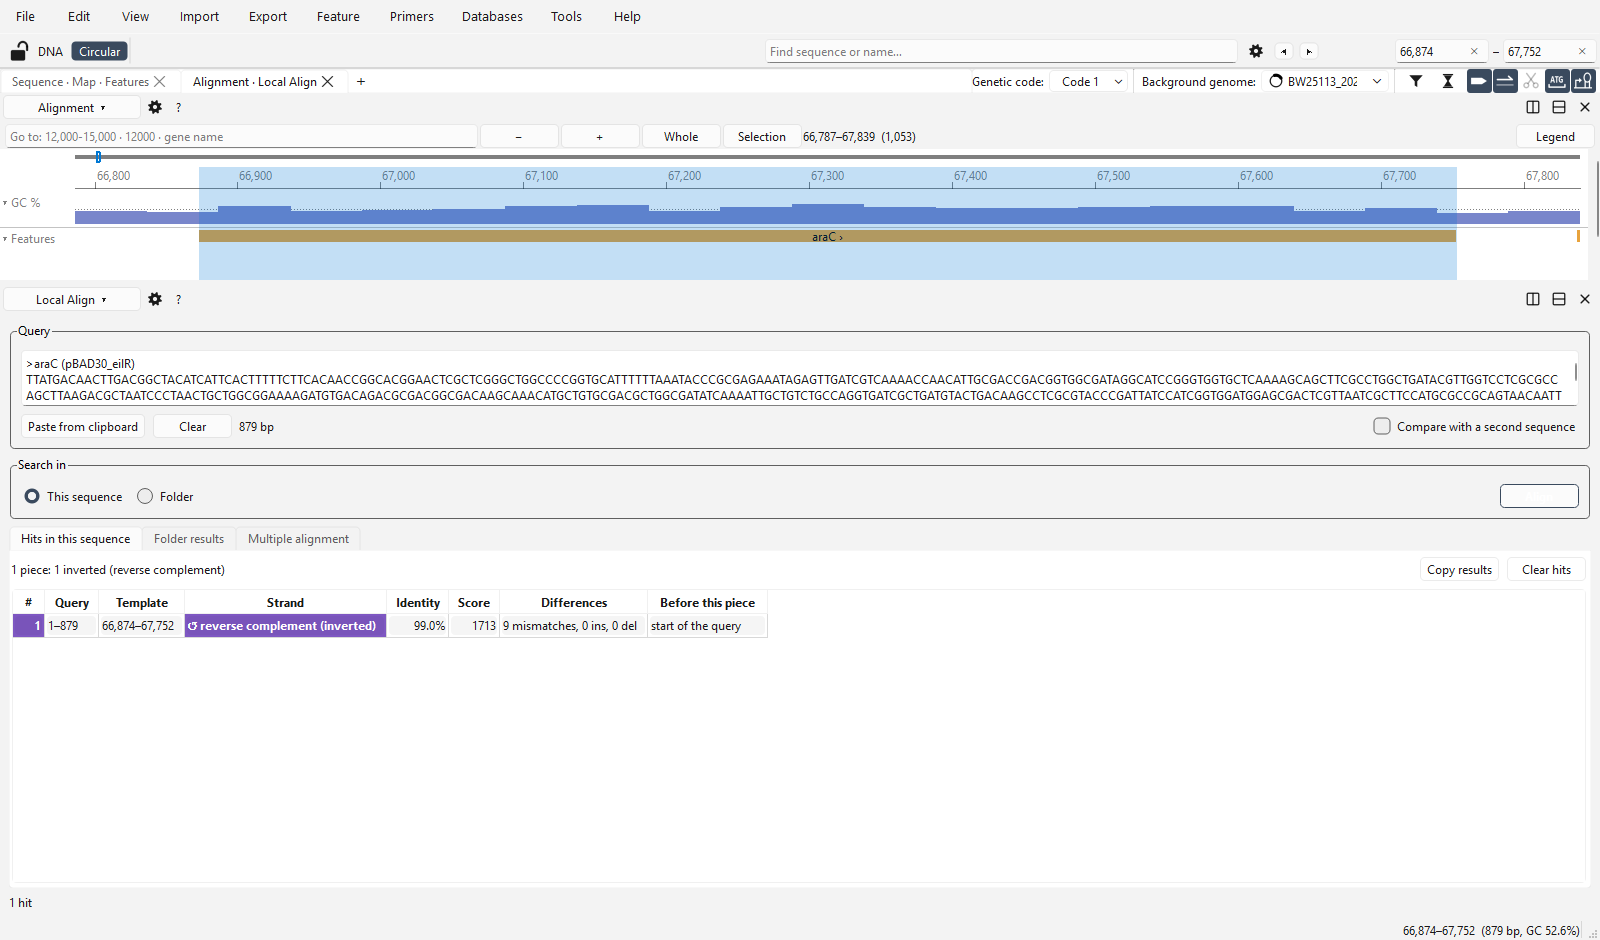 File Edit View Import Export Feature Primers Databases Tools Help
DNA Circular Find sequence or name... 66,874 × – 67,752 ×
Sequence · Map · Features Alignment · Local Align + Genetic code: Code 1 Background genome: BW25113_202 ATG
Alignment ?
Go to: 12,000-15,000 · 12000 · gene name – + Whole Selection 66,787–67,839 (1,053) Legend
66,800 66,900 67,000 67,100 67,200 67,300 67,400 67,500 67,600 67,700 67,800
GC %
Features araC ›
Local Align ?
Query
>araC (pBAD30_eilR)
TTATGACAACTTGACGGCTACATCATTCACTTTTTCTTCACAACCGGCACGGAACTCGCTCGGGCTGGCCCCGGTGCATTTTTTAAATACCCGCGAGAAATAGAGTTGATCGTCAAAACCAACATTGCGACCGACGGTGGCGATAGGCATCCGGGTGGTGCTCAAAAGCAGCTTCGCCTGGCTGATACGTTGGTCCTCGCGCC
AGCTTAAGACGCTAATCCCTAACTGCTGGCGGAAAAGATGTGACAGACGCGACGGCGACAAGCAAACATGCTGTGCGACGCTGGCGATATCAAAATTGCTGTCTGCCAGGTGATCGCTGATGTACTGACAAGCCTCGCGTACCCGATTATCCATCGGTGGATGGAGCGACTCGTTAATCGCTTCCATGCGCCGCAGTAACAATT
Paste from clipboard Clear 879 bp Compare with a second sequence
Search in
This sequence Folder
Hits in this sequence Folder results Multiple alignment
1 piece: 1 inverted (reverse complement) Copy results Clear hits
# Query Template Strand Identity Score Differences Before this piece
1 1–879 66,874–67,752 ↺ reverse complement (inverted) 99.0% 1713 9 mismatches, 0 ins, 0 del start of the query
1 hit
66,874–67,752 (879 bp, GC 52.6%)